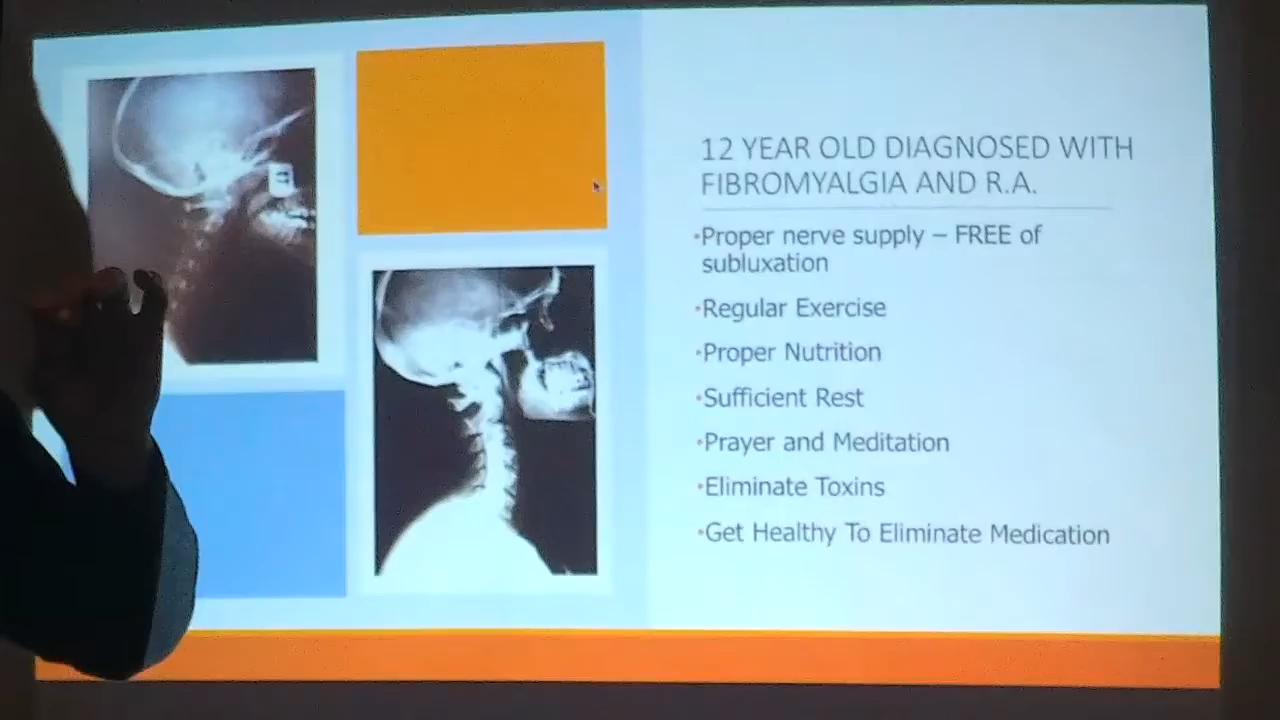 12 YEAR OLD DIAGNOSED WITH
FIBROMYALGIA AND R.A.
•Proper nerve supply – FREE of
subluxation
•Regular Exercise
•Proper Nutrition
•Sufficient Rest
•Prayer and Meditation
•Eliminate Toxins
•Get Healthy To Eliminate Medication